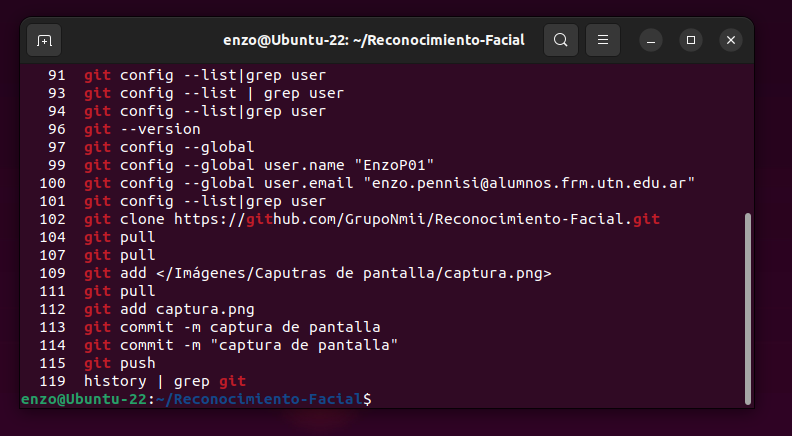 enzo@Ubuntu-22: ~/Reconocimiento-Facial
91 git config --list|grep user
93 git config --list | grep user
94 git config --list|grep user
96 git --version
97 git config --global
99 git config --global user.name "EnzoP01"
100 git config --global user.email "enzo.pennisi@alumnos.frm.utn.edu.ar"
101 git config --list|grep user
102 git clone https://github.com/GrupoNmii/Reconocimiento-Facial.git
104 git pull
107 git pull
109 git add </Imágenes/Caputras de pantalla/captura.png>
111 git pull
112 git add captura.png
113 git commit -m captura de pantalla
114 git commit -m "captura de pantalla"
115 git push
119 history | grep git
enzo@Ubuntu-22:~/Reconocimiento-Facial$